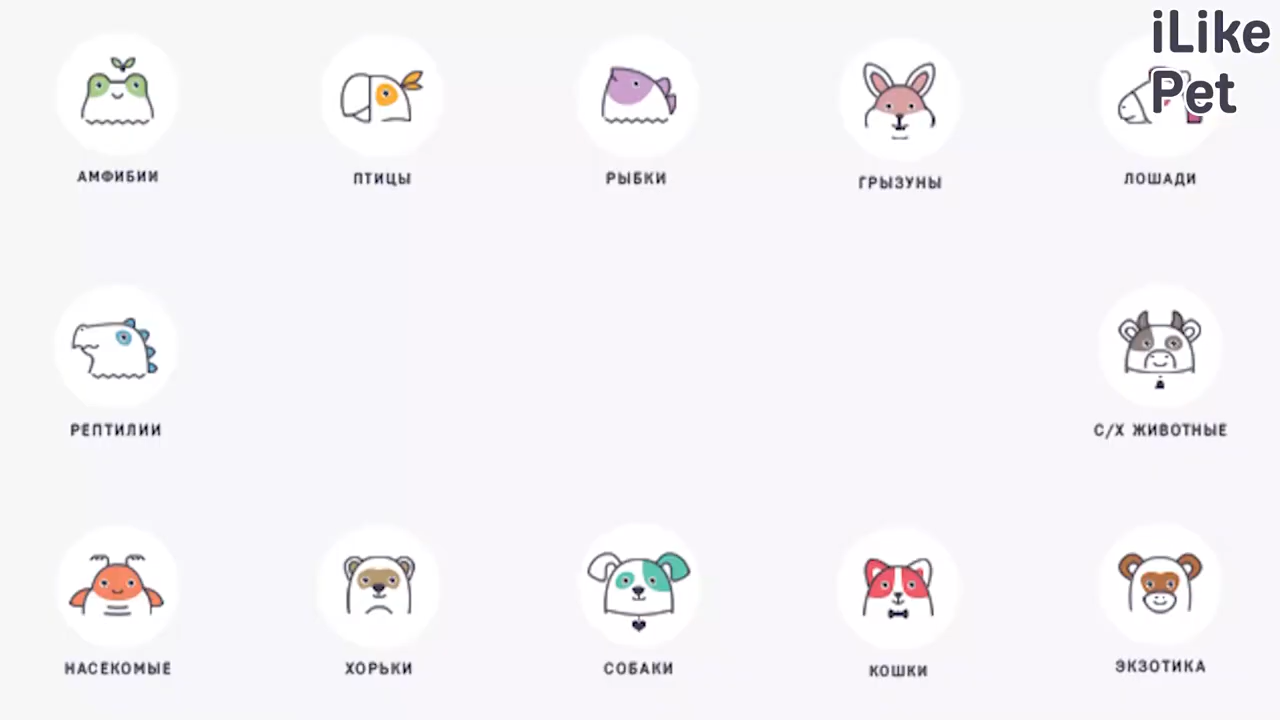 iLike
Pet
АМФИБИИ
ПТИЦЫ
РЫБКИ
ГРЫЗУНЫ
ЛОШАДИ
РЕПТИЛИИ
С/Х ЖИВОТНЫЕ
НАСЕКОМЫЕ
ХОРЬКИ
СОБАКИ
КОШКИ
ЭКЗОТИКА